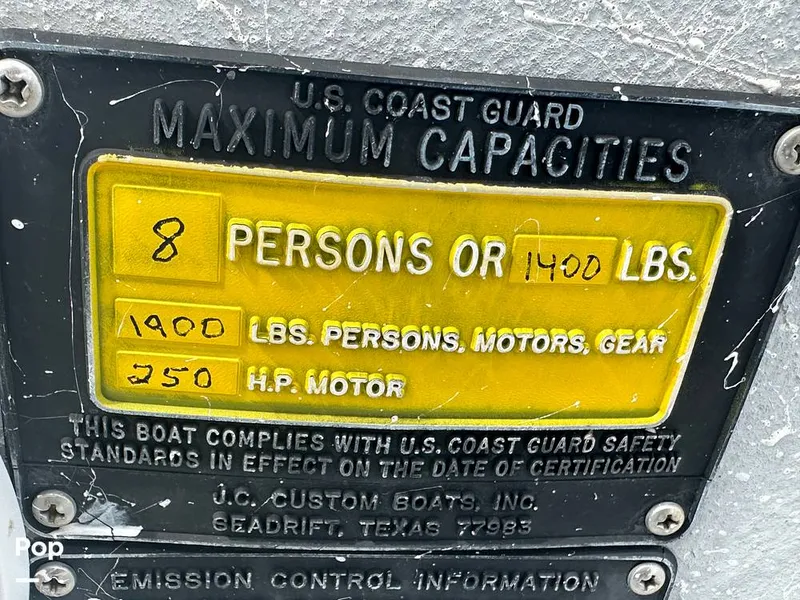 U.S. COAST GUARD
MAXIMUM CAPACITIES
8 PERSONS OR 1400 LBS.
1900 LBS. PERSONS, MOTORS, GEAR
250 H.P. MOTOR
THIS BOAT COMPLIES WITH U.S. COAST GUARD SAFETY
STANDARDS IN EFFECT ON THE DATE OF CERTIFICATION
J.C. CUSTOM BOATS, INC.
SEADRIFT, TEXAS 77983
Pop
EMISSION CONTROL INFORMATION